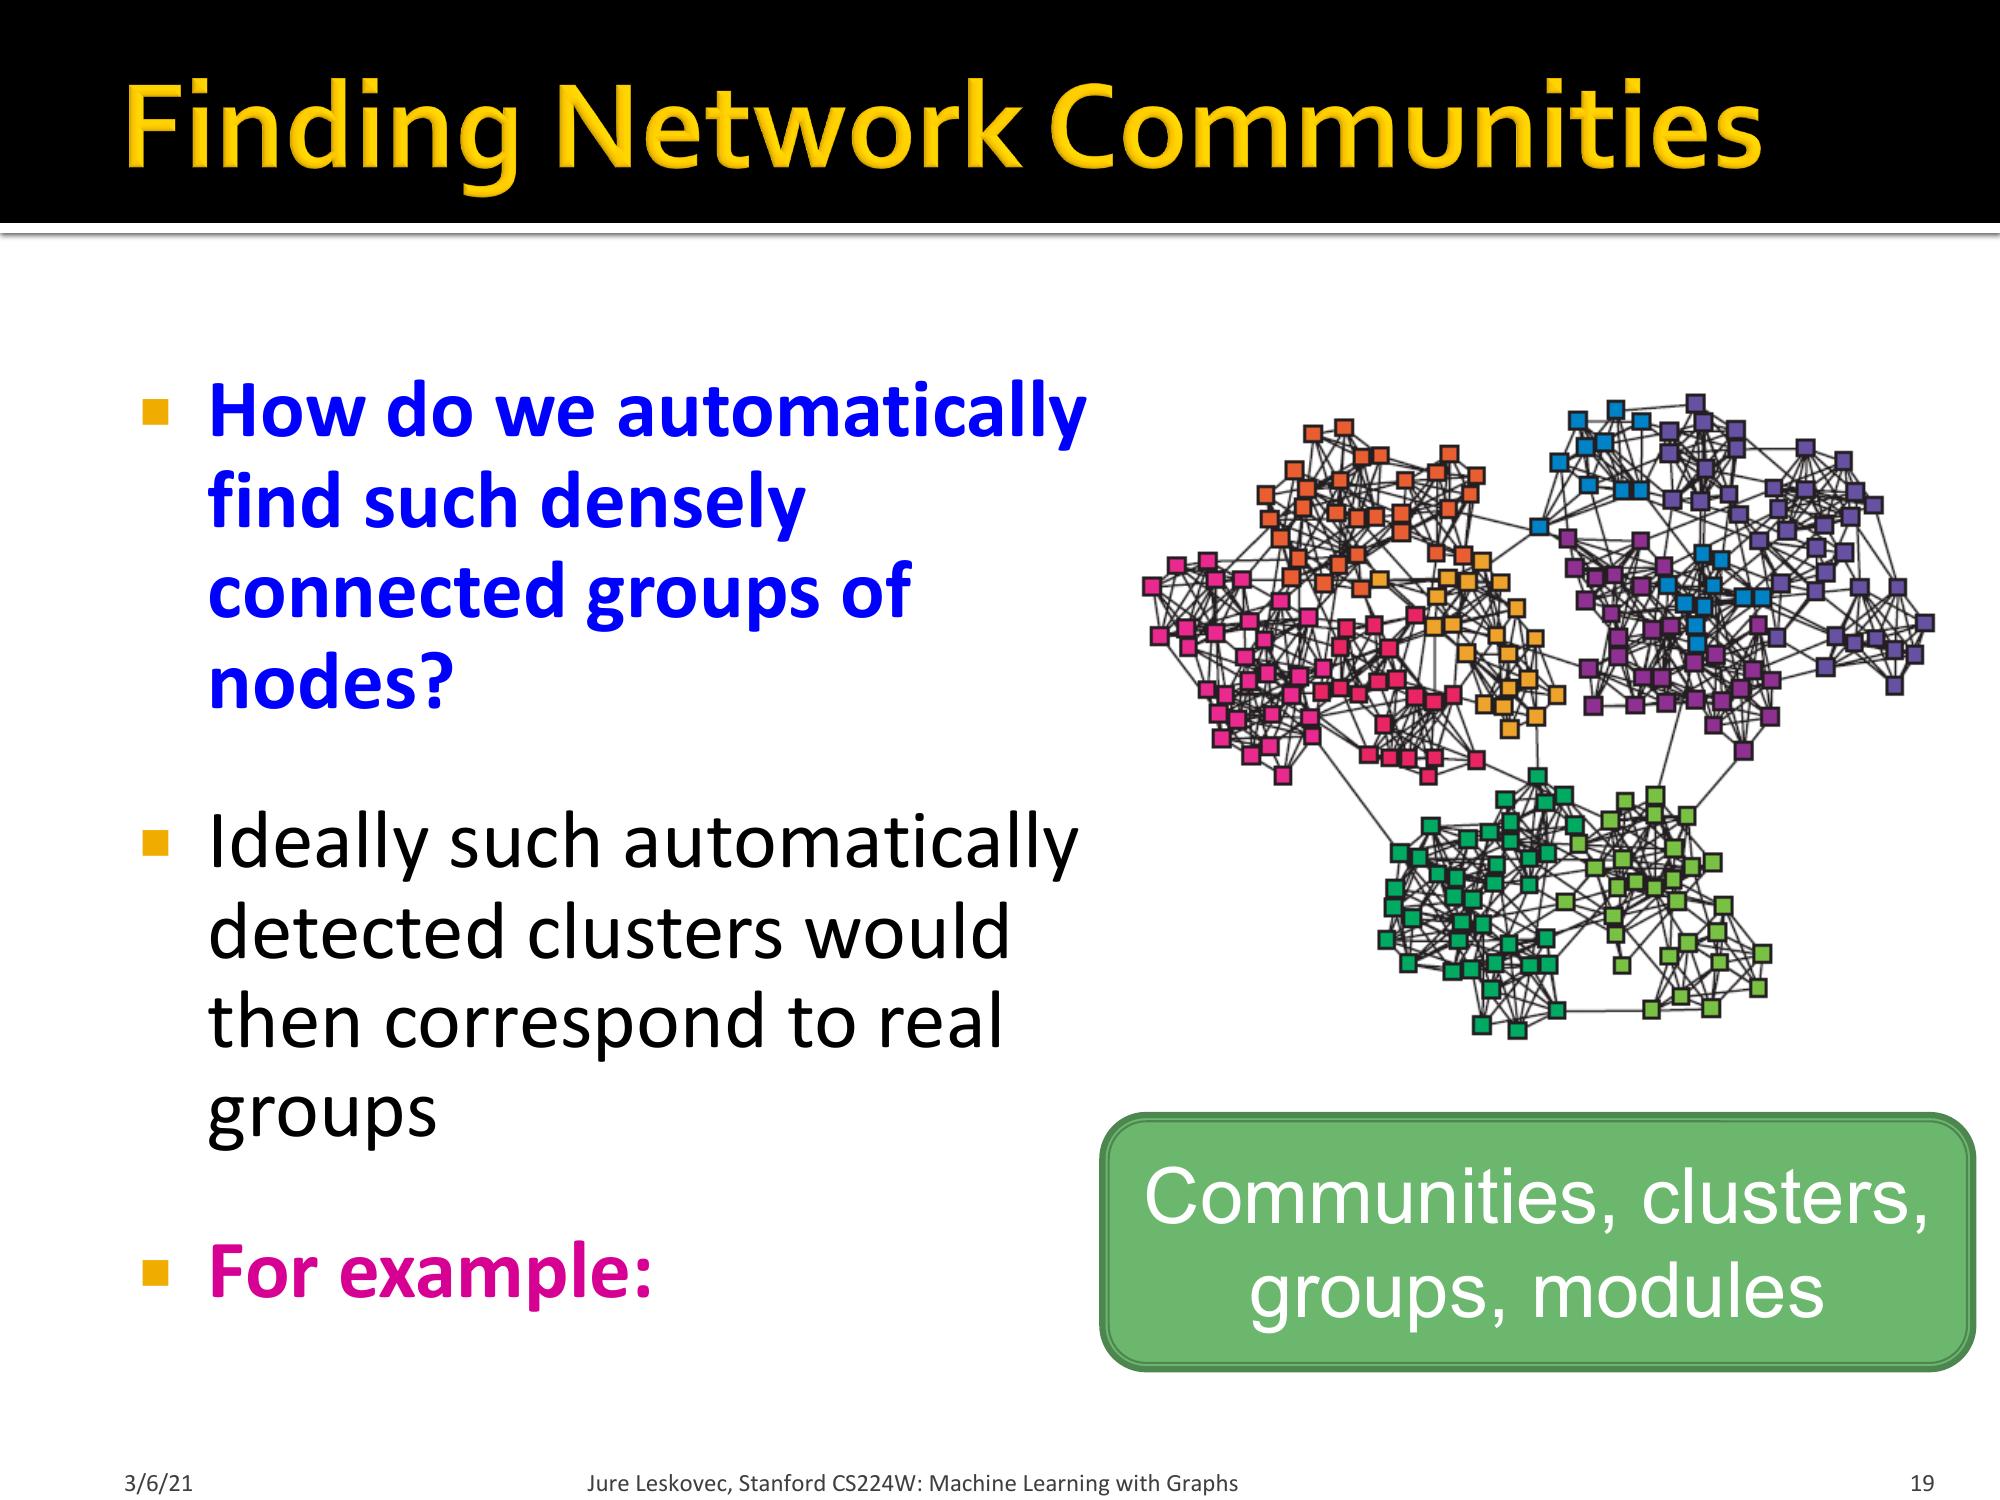 Finding Network Communities
How do we automatically
find such densely
connected groups of
nodes?
Ideally such automatically
detected clusters would
then correspond to real
groups
For example:
Communities, clusters,
groups, modules
3/6/21
Jure Leskovec, Stanford CS224W: Machine Learning with Graphs
19